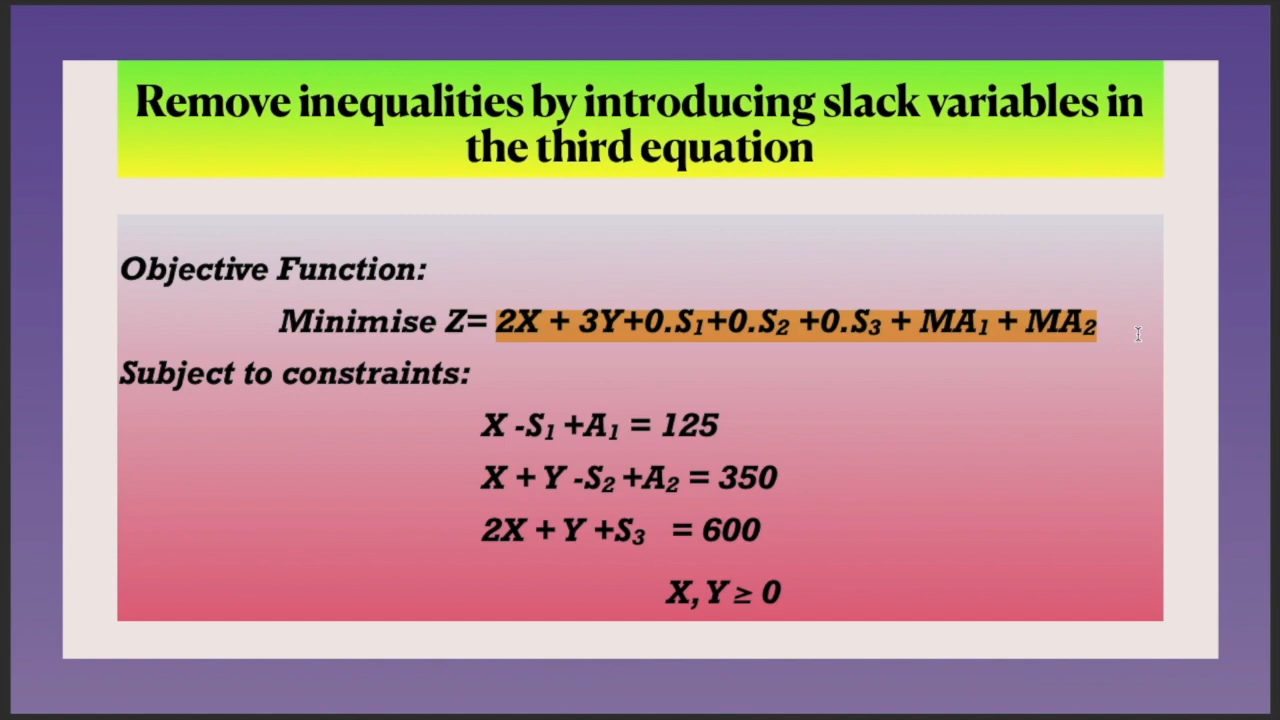 Remove inequalities by introducing slack variables in
the third equation
Objective Function:
Minimise Z= 2X + 3Y+0.S₁+0.S₂ +0.S₃ + MA₁ + MA₂
Subject to constraints:
X -S₁ +A₁ = 125
X + Y -S₂ +A₂ = 350
2X + Y +S₃ = 600
X, Y ≥ 0